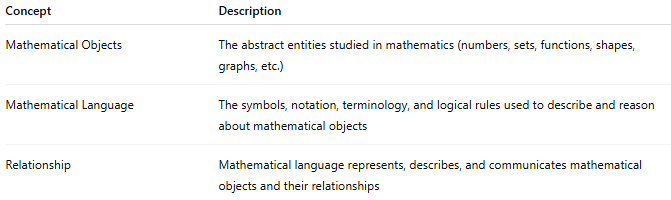 Concept Description
Mathematical Objects The abstract entities studied in mathematics (numbers, sets, functions, shapes,
graphs, etc.)
Mathematical Language The symbols, notation, terminology, and logical rules used to describe and reason
about mathematical objects
Relationship Mathematical language represents, describes, and communicates mathematical
objects and their relationships